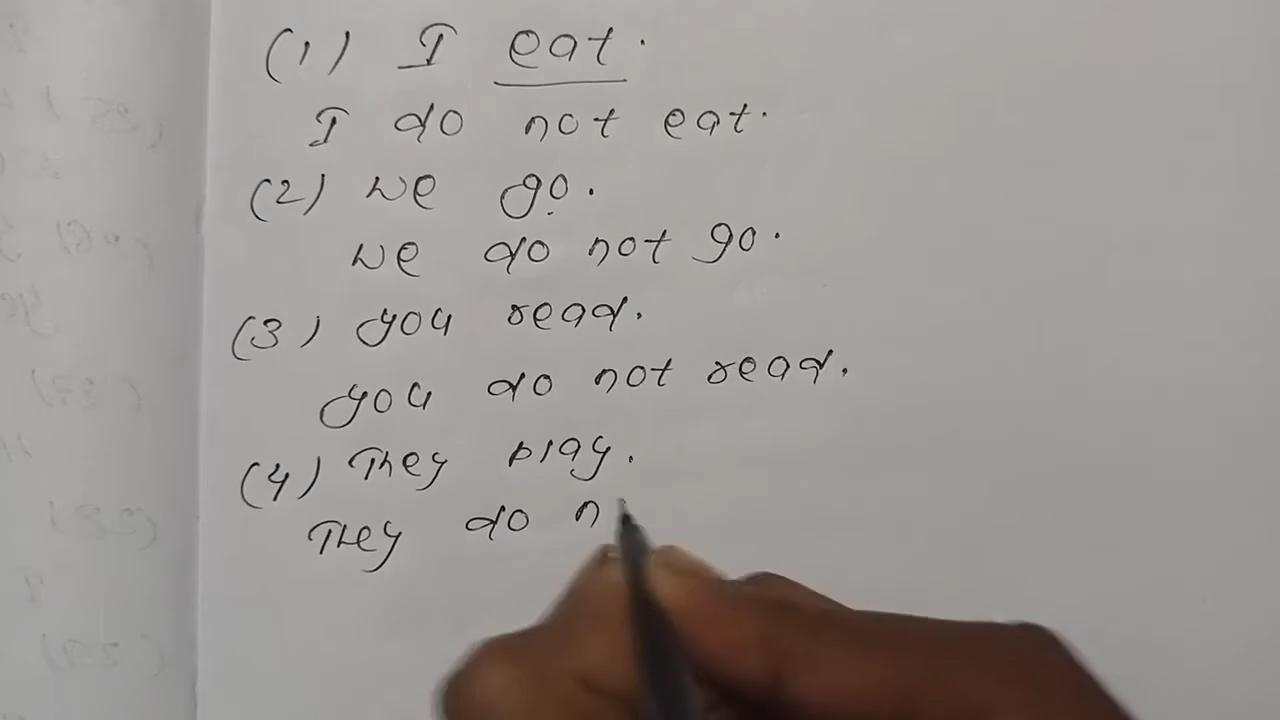 (1) I eat.
I do not eat.
(2) we go.
we do not go.
(3) you read.
you do not read.
(4) They play.
They do n